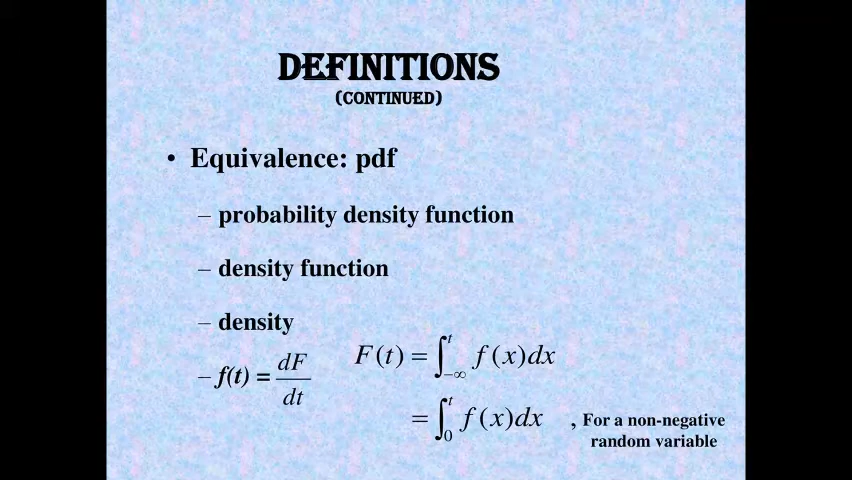 DEFINITIONS
(CONTINUED)
• Equivalence: pdf
– probability density function
– density function
– density
– f(t) = dF/dt
F(t) = ∫_{-∞}^{t} f(x)dx
= ∫_{0}^{t} f(x)dx , For a non-negative
random variable